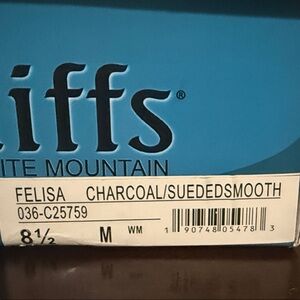 iffs®
ITE MOUNTAIN
FELISA CHARCOAL/SUEDEDSMOOTH
036-C25759
8½ M WM 1 90748 05478 3